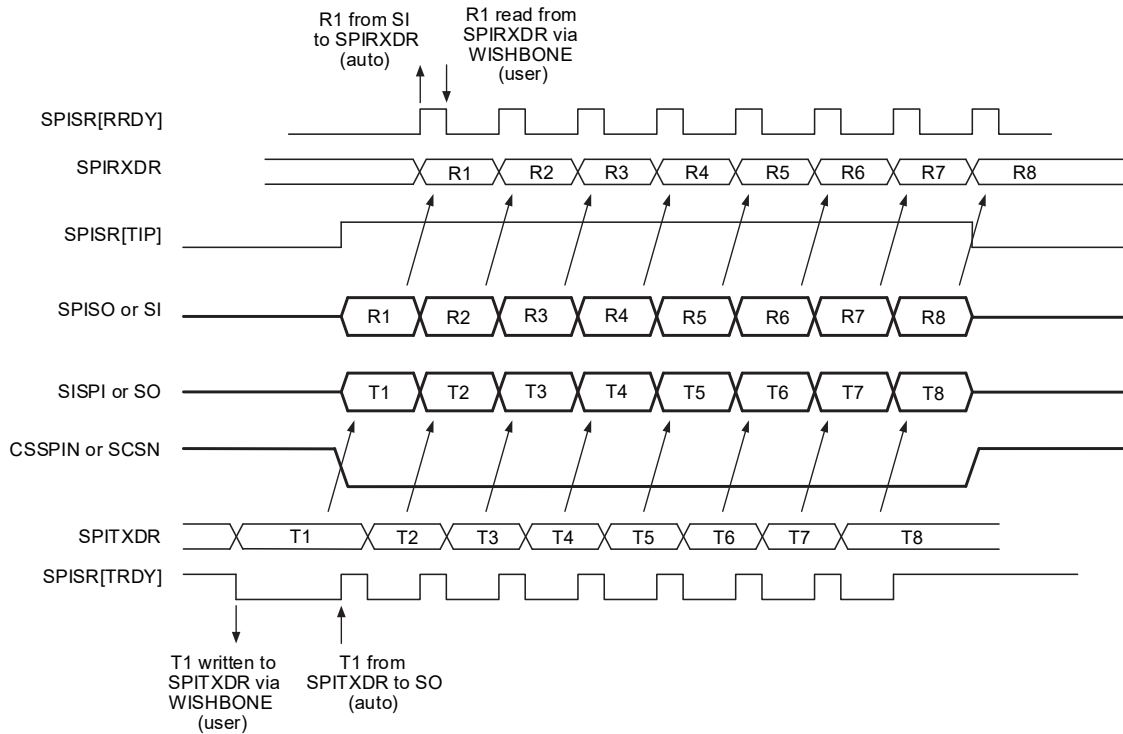 R1 from SI
to SPIRXDR
(auto)
R1 read from
SPIRXDR via
WISHBONE
(user)
SPISR[RRDY]
SPIRXDR
R1 R2 R3 R4 R5 R6 R7 R8
SPISR[TIP]
SPISO or SI
R1 R2 R3 R4 R5 R6 R7 R8
SISPI or SO
T1 T2 T3 T4 T5 T6 T7 T8
CSSPIN or SCSN
SPITXDR
T1 T2 T3 T4 T5 T6 T7 T8
SPISR[TRDY]
T1 written to
SPITXDR via
WISHBONE
(user)
T1 from
SPITXDR to SO
(auto)